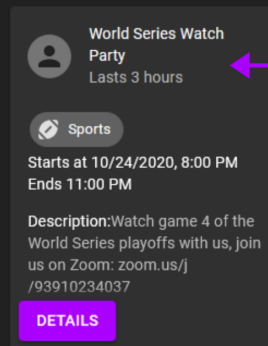 World Series Watch
Party
Lasts 3 hours
Sports
Starts at 10/24/2020, 8:00 PM
Ends 11:00 PM
Description:Watch game 4 of the
World Series playoffs with us, join
us on Zoom: zoom.us/j
/93910234037
DETAILS